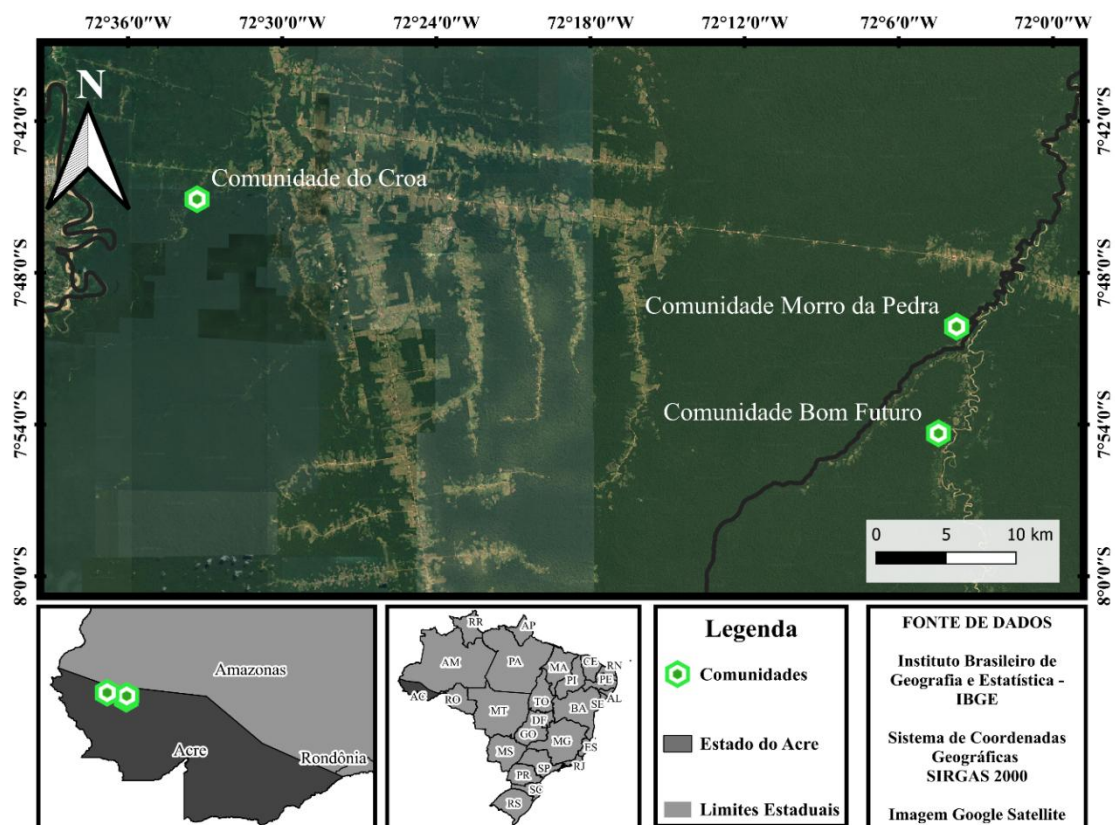 72°36'0"W 72°30'0"W 72°24'0"W 72°18'0"W 72°12'0"W 72°6'0"W 72°0'0"W
N
7°42'0"S
7°42'0"S
Comunidade do Croa
7°48'0"S
7°48'0"S
Comunidade Morro da Pedra
Comunidade Bom Futuro
7°54'0"S
7°54'0"S
0 5 10 km
8°0'0"S
8°0'0"S
Amazonas
Acre
Rondônia
RR
AP
AM
PA
MA
CE
RN
PI
PE
AC
RO
TO
AL
SE
MT
BA
DF
GO
MG
ES
MS
SP
RJ
PR
SC
RS
Legenda
Comunidades
Estado do Acre
Limites Estaduais
FONTE DE DADOS
Instituto Brasileiro de
Geografia e Estatística -
IBGE
Sistema de Coordenadas
Geográficas
SIRGAS 2000
Imagem Google Satellite